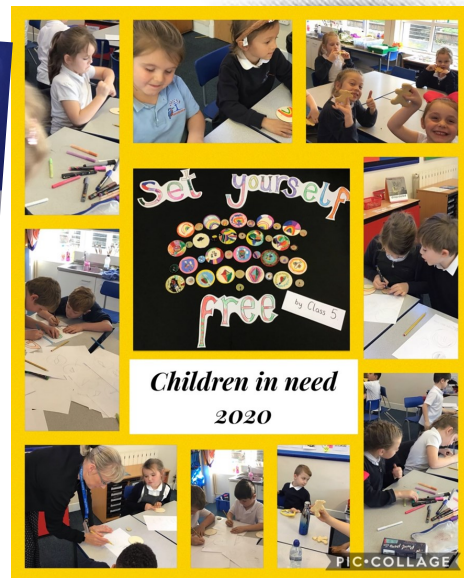 Set yourself
free
by Class 5
Children in need
2020
PIC•COLLAGE